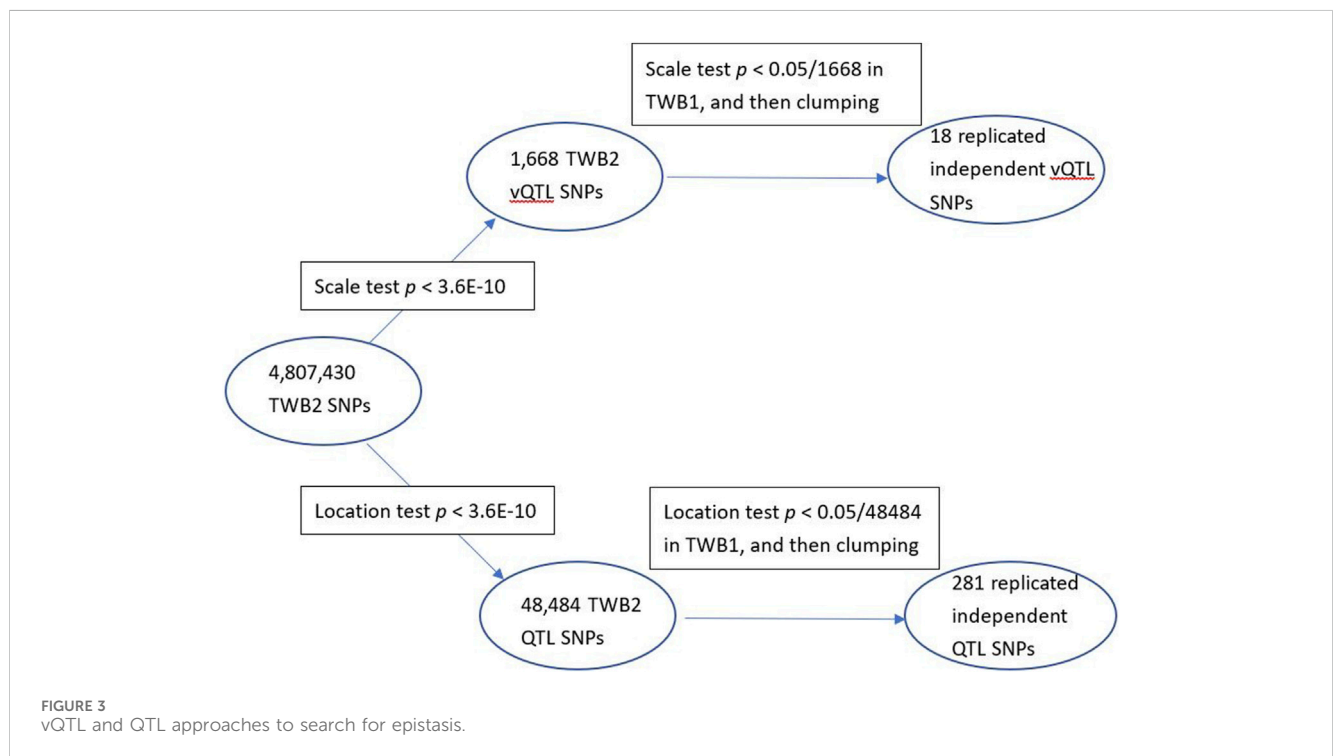 Scale test p < 0.05/1668 in
TWB1, and then clumping
1,668 TWB2
vQTL SNPs
18 replicated
independent vQTL
SNPs
Scale test p < 3.6E-10
4,807,430
TWB2 SNPs
Location test p < 3.6E-10
Location test p < 0.05/48484
in TWB1, and then clumping
48,484 TWB2
QTL SNPs
281 replicated
independent
QTL SNPs
FIGURE 3
vQTL and QTL approaches to search for epistasis.